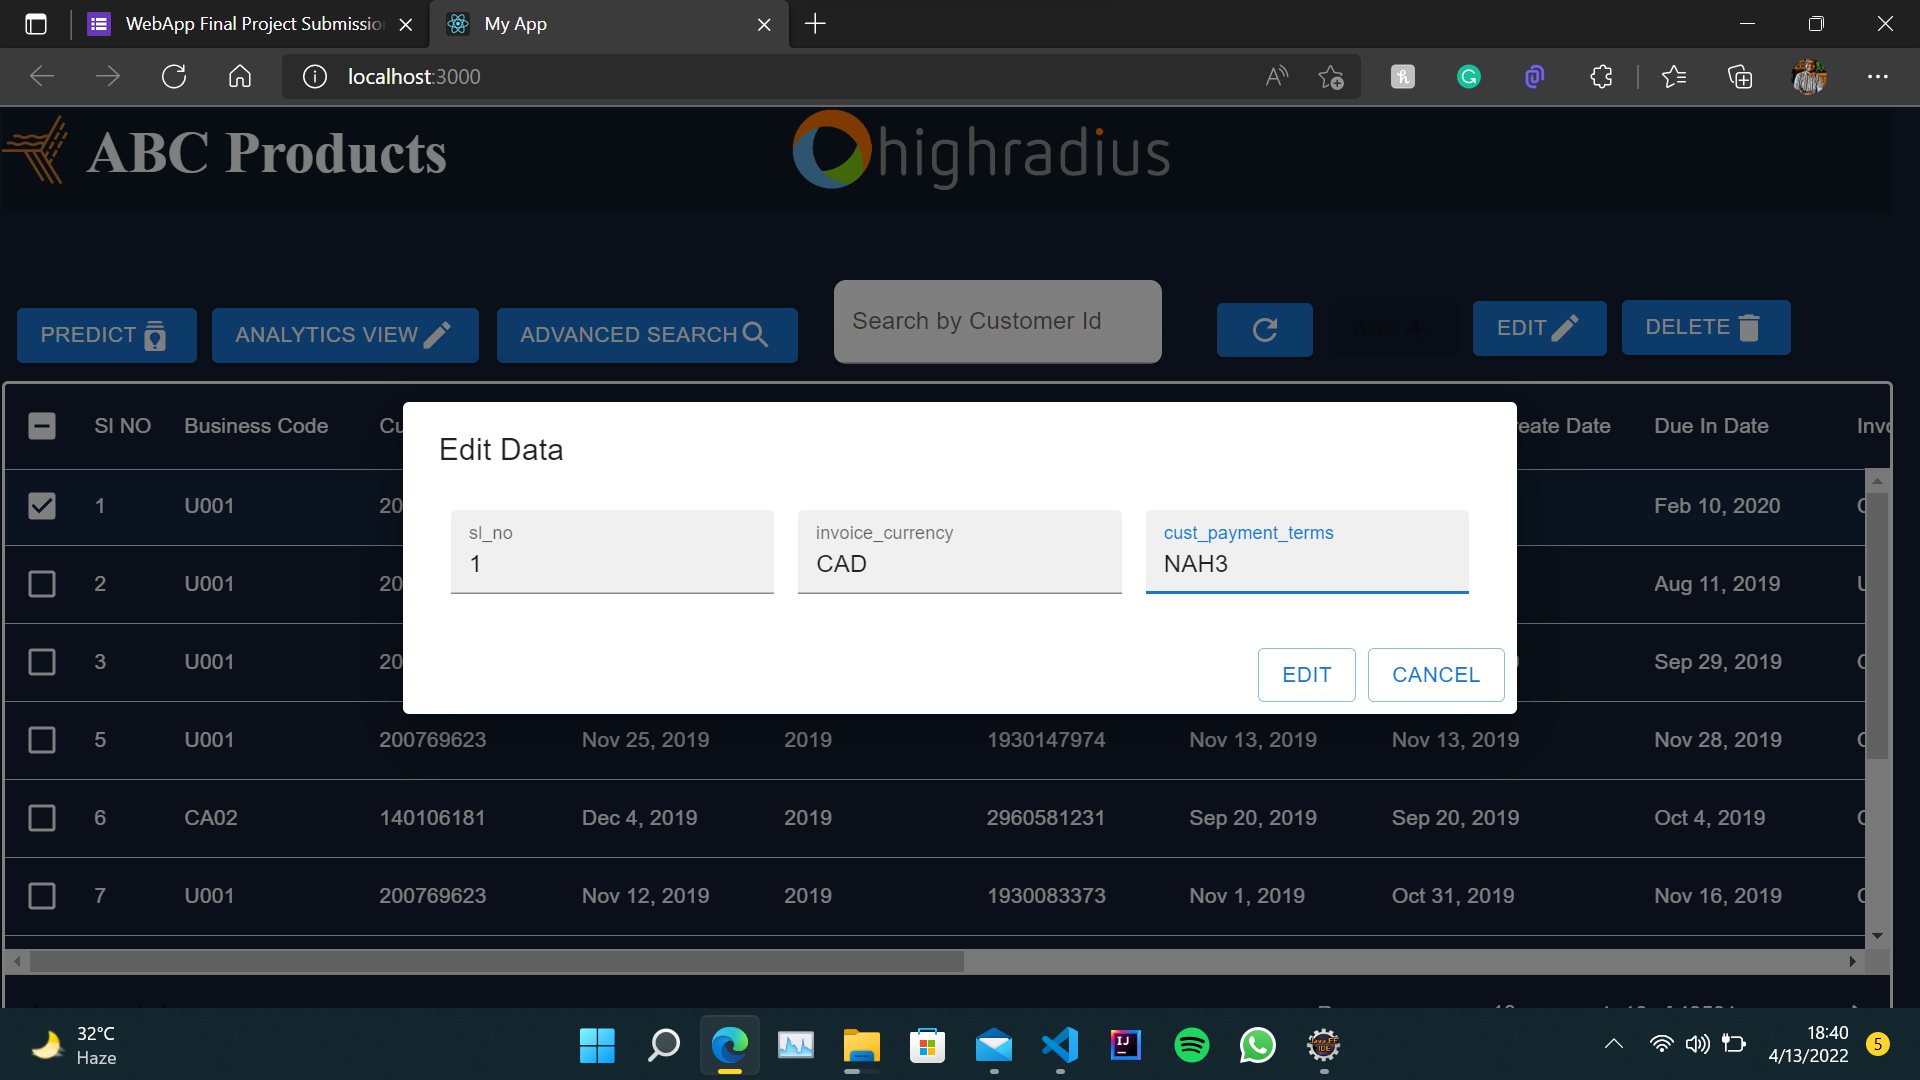 WebApp Final Project Submissio
My App
localhost:3000
ABC Products
highradius
PREDICT
ANALYTICS VIEW
ADVANCED SEARCH
Search by Customer Id
ADD
EDIT
DELETE
Sl NO Business Code Cu eate Date Due In Date Invo
1 U001 20 Feb 10, 2020
2 U001 20 Aug 11, 2019
3 U001 20 Sep 29, 2019
5 U001 200769623 Nov 25, 2019 2019 1930147974 Nov 13, 2019 Nov 13, 2019 Nov 28, 2019
6 CA02 140106181 Dec 4, 2019 2019 2960581231 Sep 20, 2019 Sep 20, 2019 Oct 4, 2019
7 U001 200769623 Nov 12, 2019 2019 1930083373 Nov 1, 2019 Oct 31, 2019 Nov 16, 2019
Edit Data
sl_no
1
invoice_currency
CAD
cust_payment_terms
NAH3
EDIT
CANCEL
32°C
Haze
IJ
Java EE
IDE
18:40
4/13/2022
5